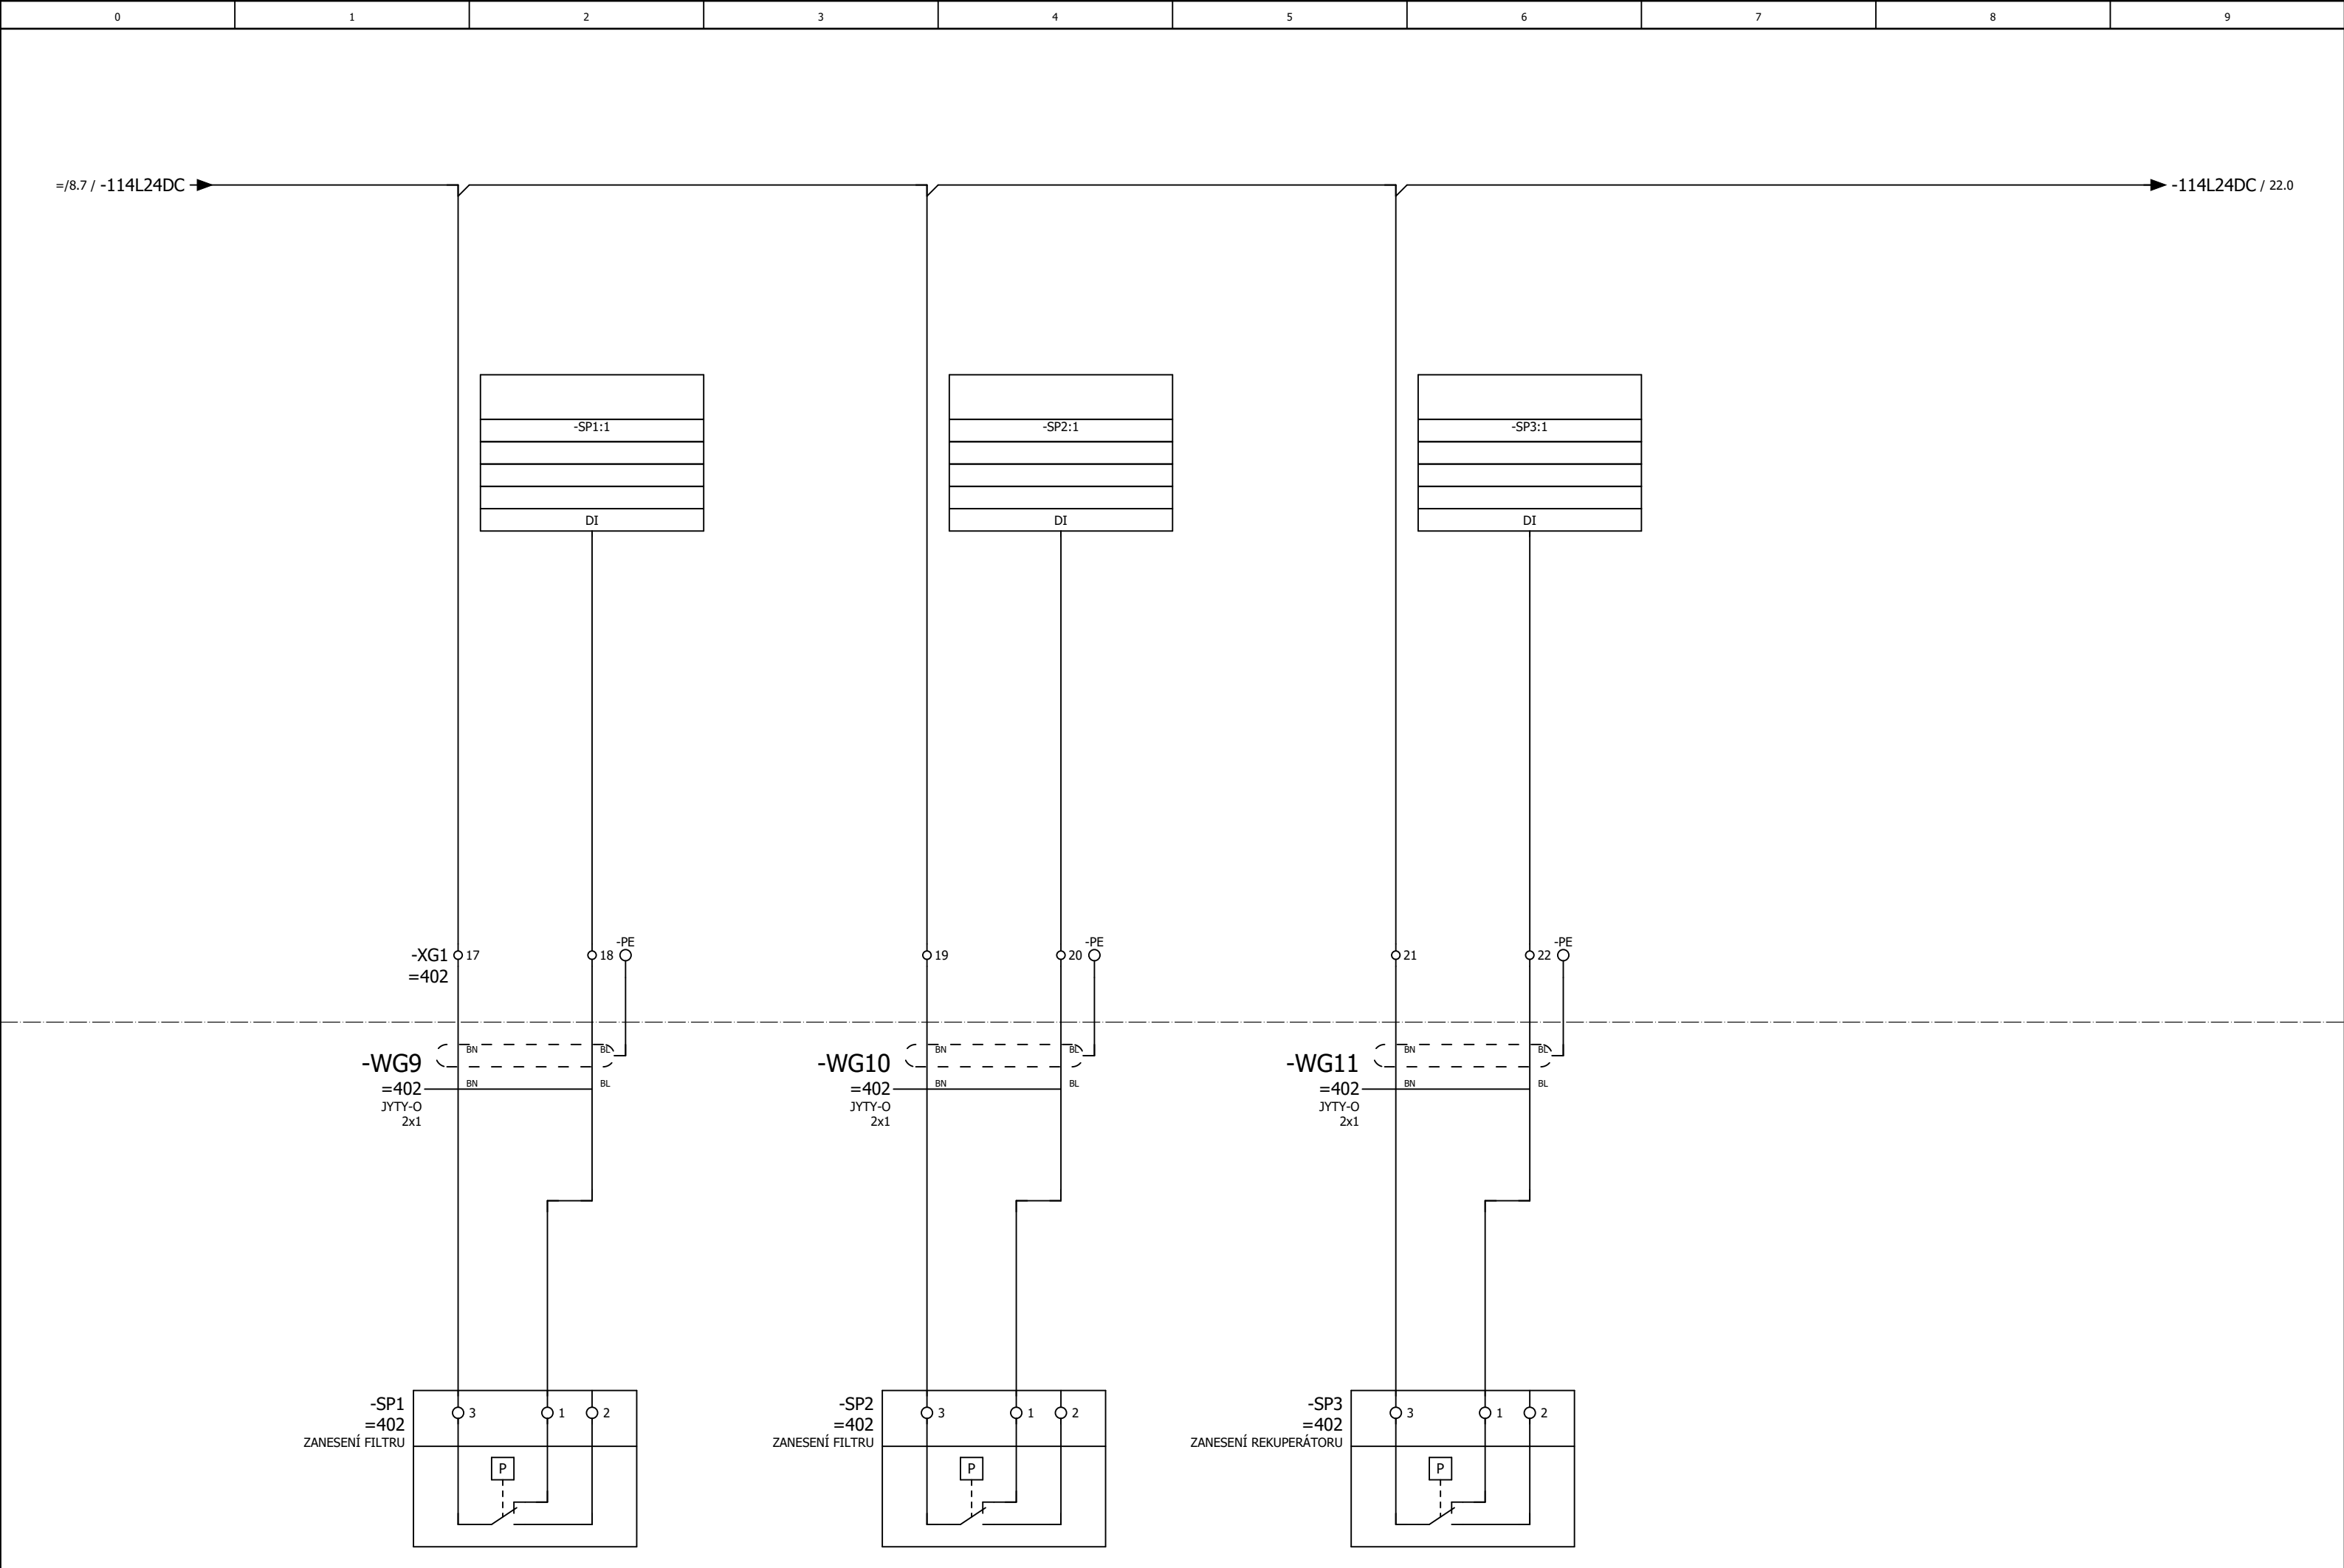 0 1 2 3 4 5 6 7 8 9
=/8.7 / -114L24DC -114L24DC / 22.0
-SP1:1 -SP2:1 -SP3:1
DI DI DI
-PE -PE -PE
-XG1 17 18 19 20 21 22
=402
BN BL BN BL BN BL
-WG9 -WG10 -WG11
=402 BN BL =402 BN BL =402 BN BL
JYTY-O JYTY-O JYTY-O
2x1 2x1 2x1
-SP1 -SP2 -SP3
3 1 2 3 1 2 3 1 2
=402 =402 =402
ZANESENÍ FILTRU ZANESENÍ FILTRU ZANESENÍ REKUPERÁTORU
P P P